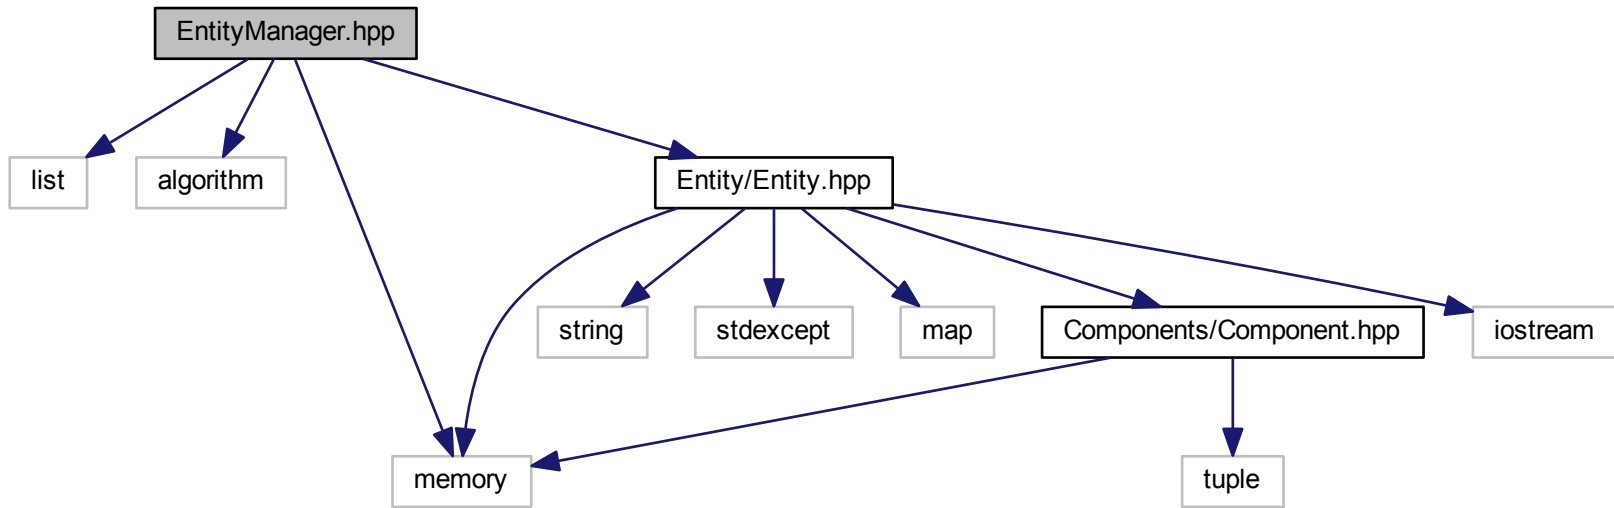 EntityManager.hpp
list
algorithm
Entity/Entity.hpp
string
stdexcept
map
Components/Component.hpp
iostream
memory
tuple